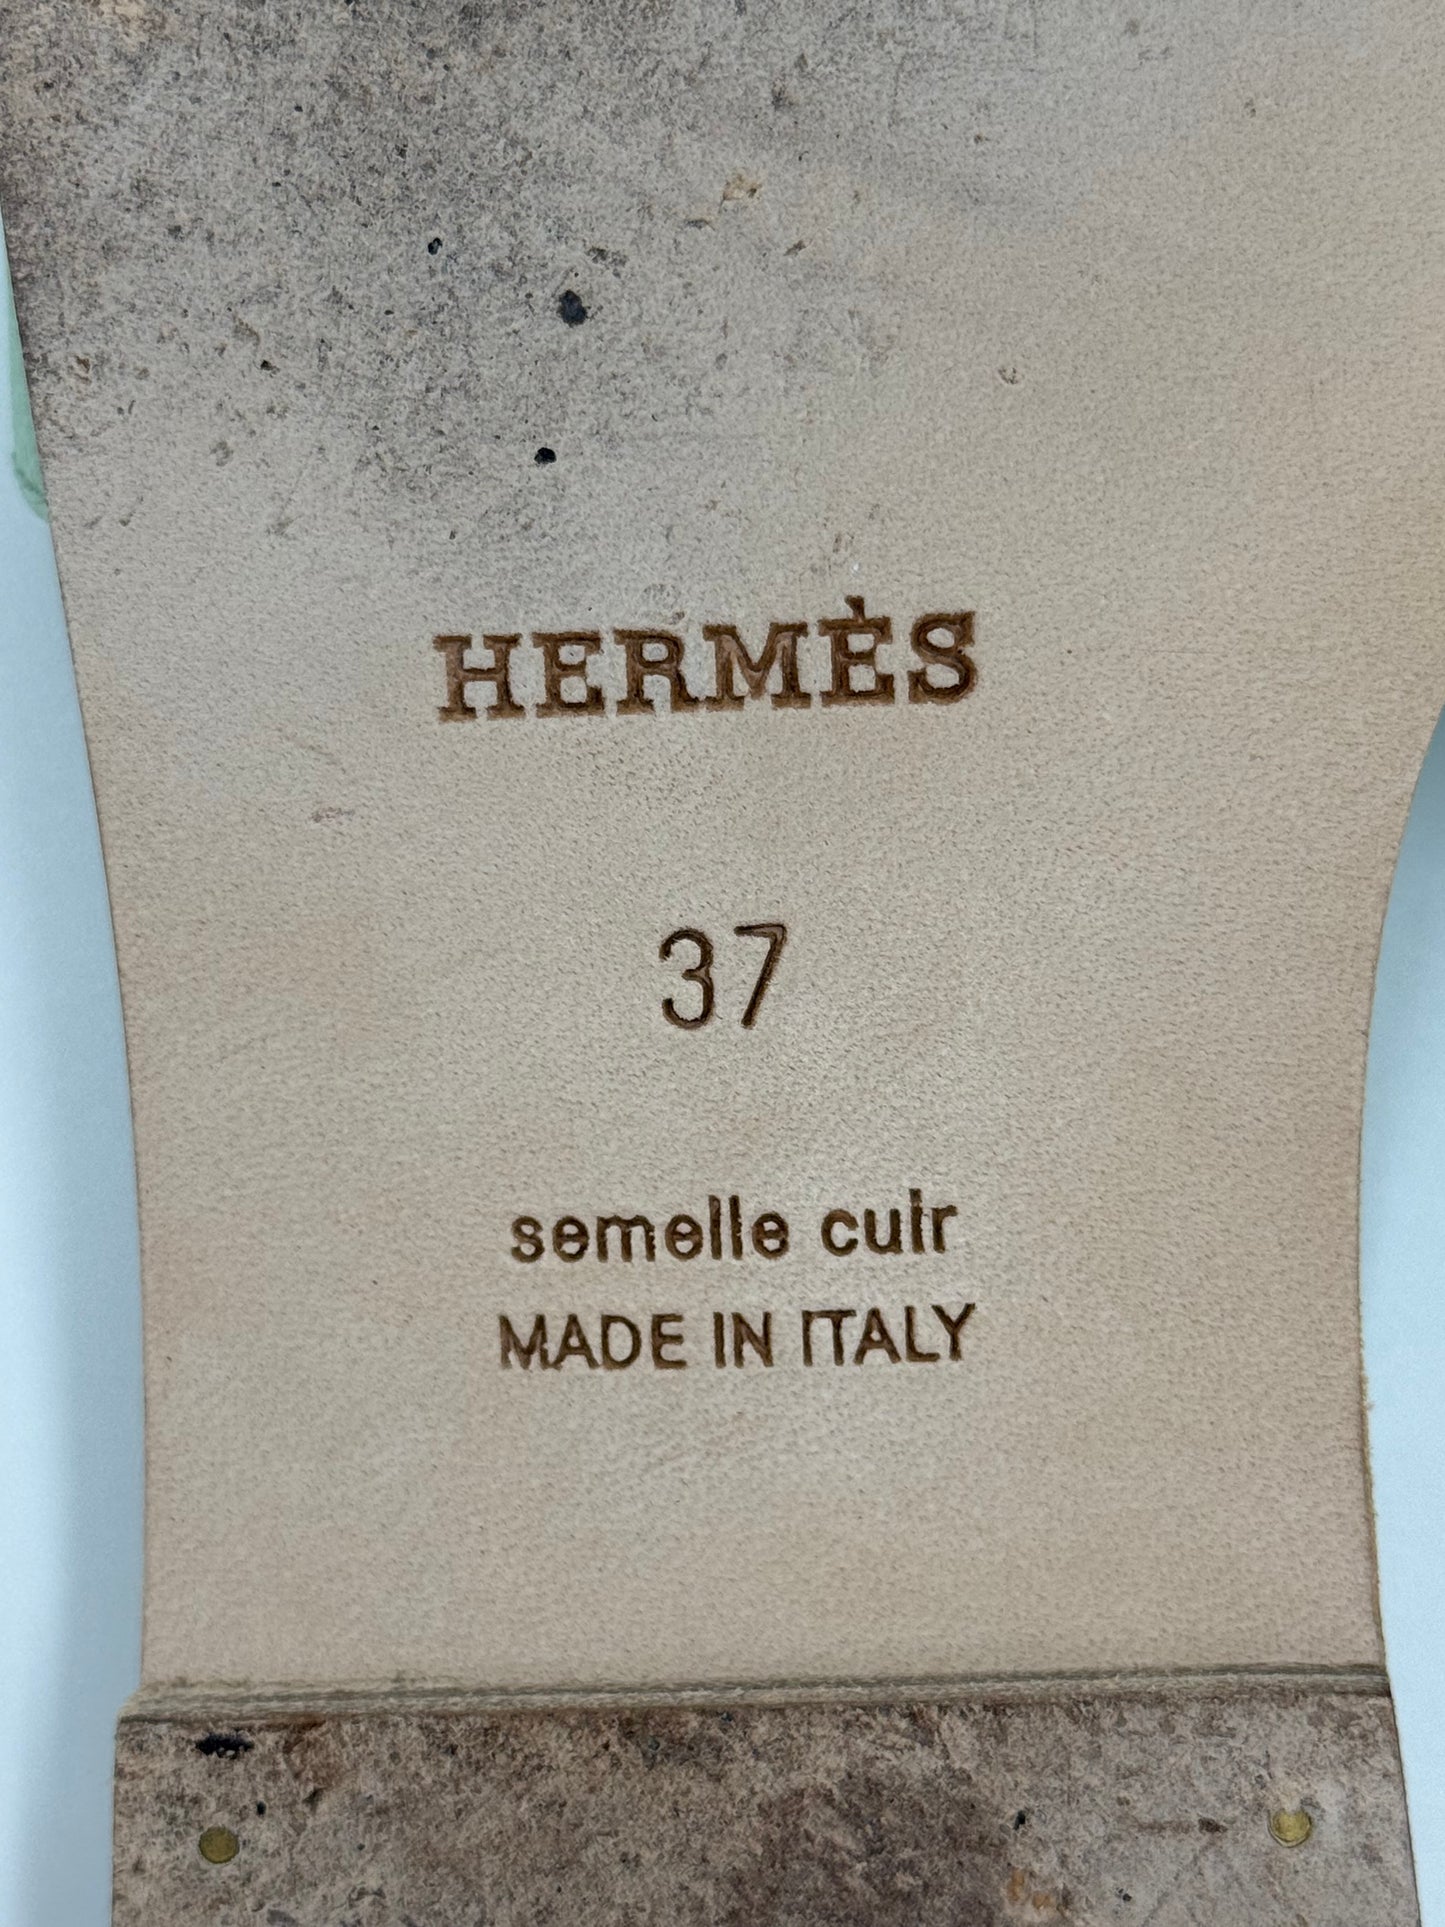 HERMÈS
37
semelle cuir
MADE IN ITALY